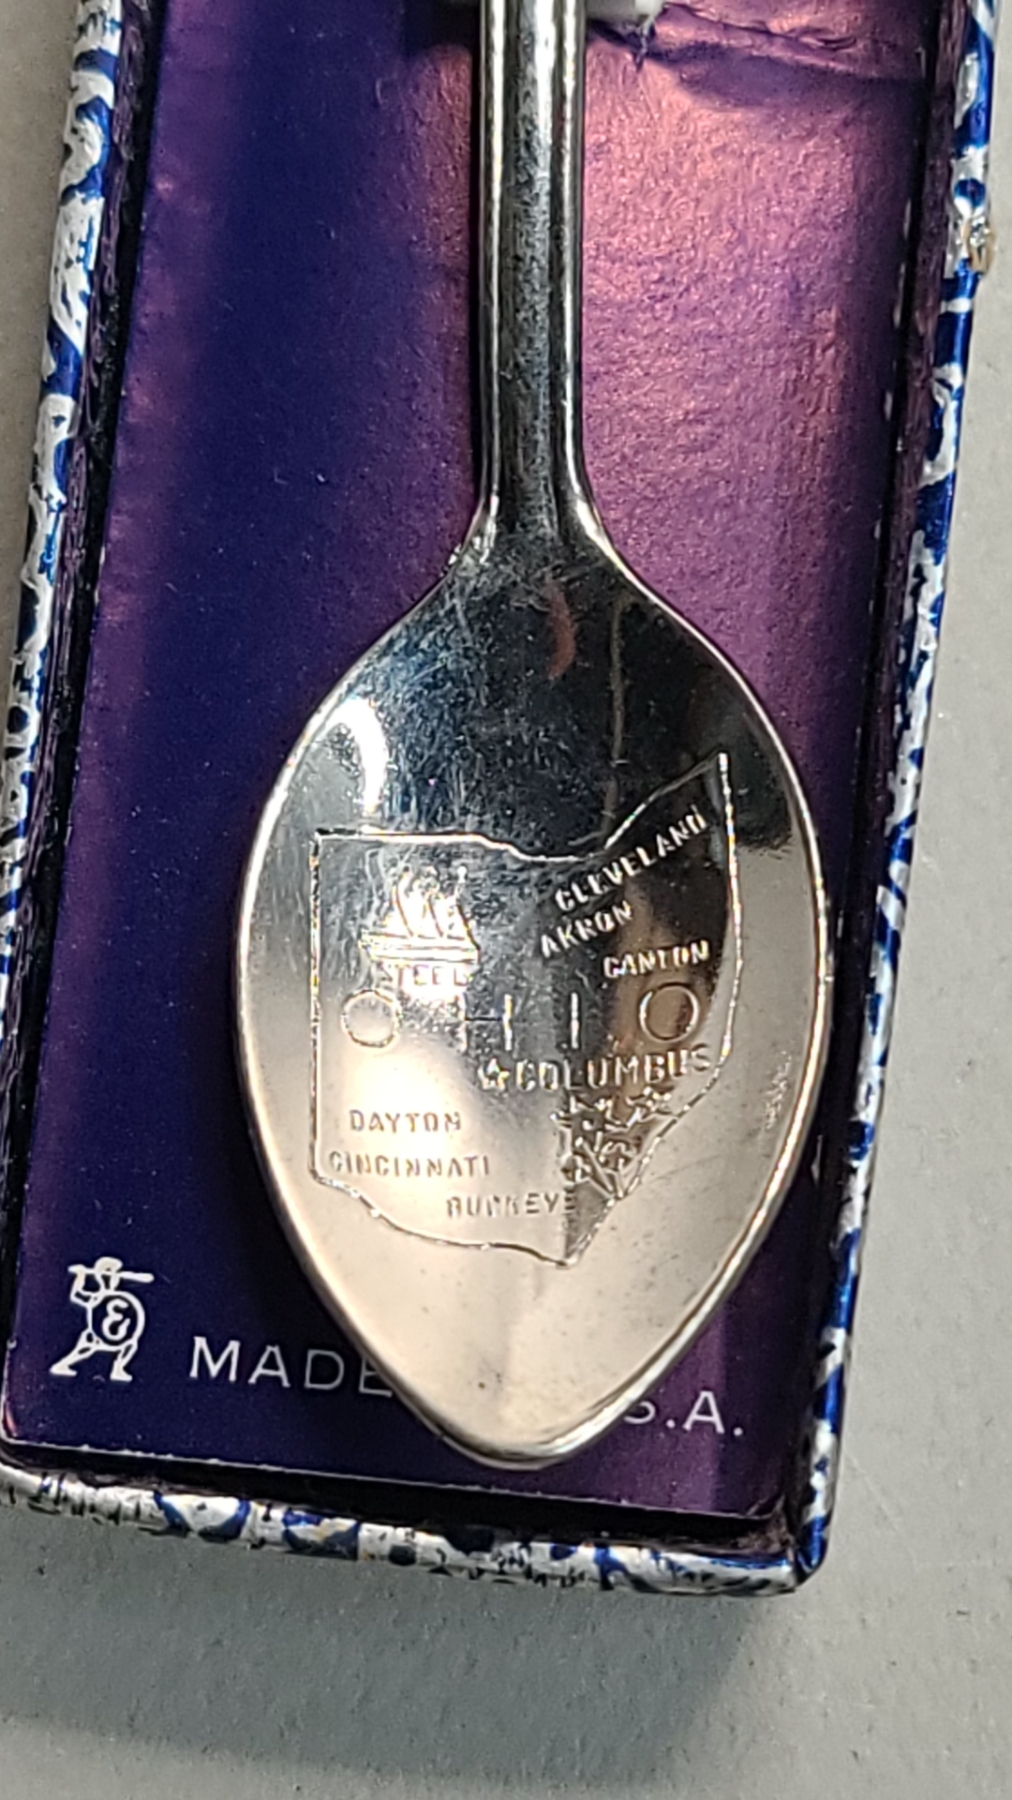 CLEVELAND
AKRON
CANTON
STEEL
OHIO
COLUMBUS
DAYTON
CINCINNATI
BUCKEYE
E
MADE S.A.